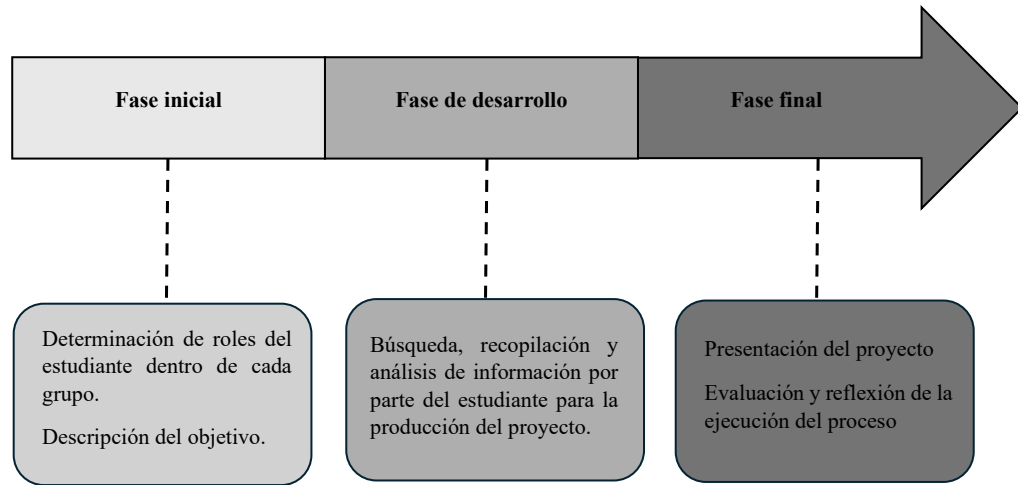 Fase inicial
Fase de desarrollo
Fase final
Determinación de roles del
estudiante dentro de cada
grupo.
Descripción del objetivo.
Búsqueda, recopilación y
análisis de información por
parte del estudiante para la
producción del proyecto.
Presentación del proyecto
Evaluación y reflexión de la
ejecución del proceso